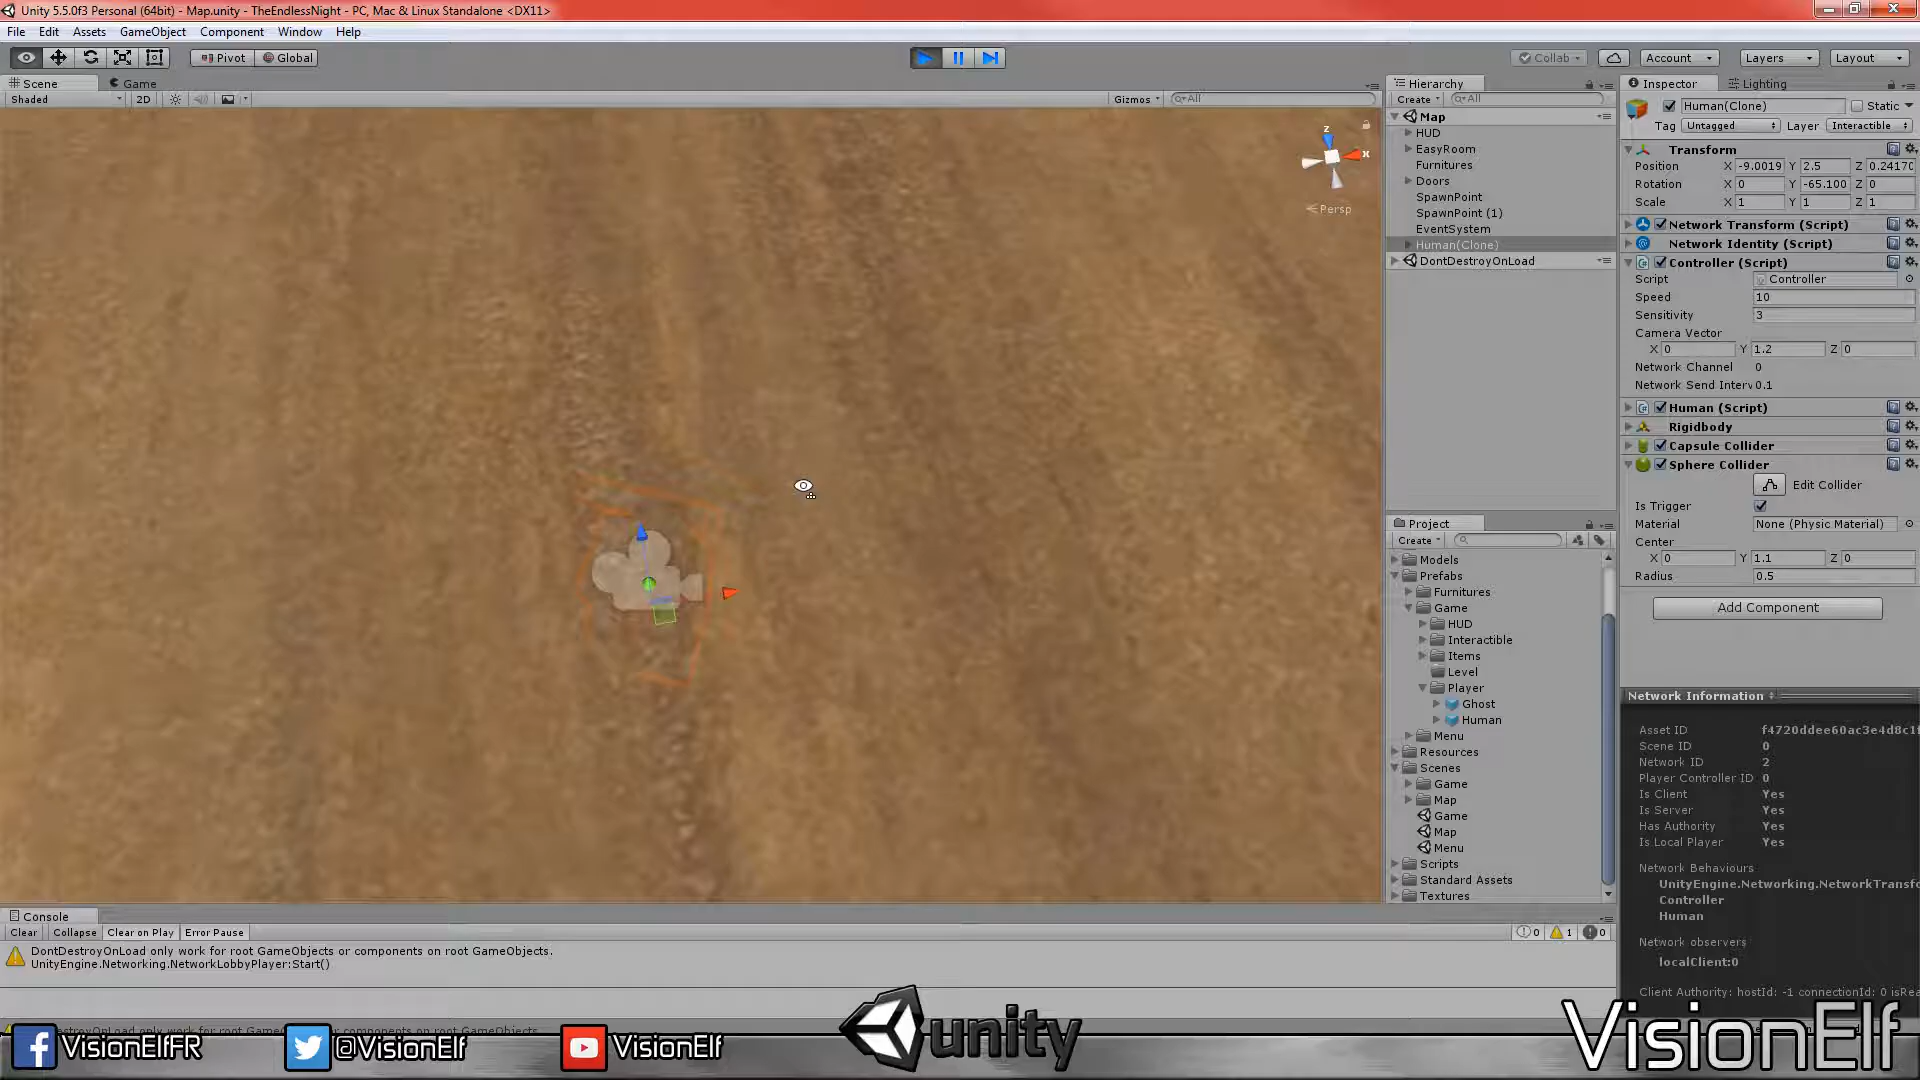 Unity 5.5.0f3 Personal (64bit) - Map.unity - TheEndlessNight - PC, Mac & Linux Standalone <DX11>
File Edit Assets GameObject Component Window Help
Pivot Global Collab Account Layers Layout
Scene Game
Shaded 2D Gizmos All
z
x
Persp
Hierarchy
Create All
Map
HUD
EasyRoom
Furnitures
Doors
SpawnPoint
SpawnPoint (1)
EventSystem
Human(Clone)
DontDestroyOnLoad
Project
Create
Models
Prefabs
Furnitures
Game
HUD
Interactible
Items
Level
Player
Ghost
Human
Menu
Resources
Scenes
Game
Map
Game
Map
Menu
Scripts
Standard Assets
Textures
Inspector Lighting
Human(Clone) Static
Tag Untagged Layer Interactible
Transform
Position X -9.0019 Y 2.5 Z 0.2417
Rotation X 0 Y -65.100 Z 0
Scale X 1 Y 1 Z 1
Network Transform (Script)
Network Identity (Script)
Controller (Script)
Script Controller
Speed 10
Sensitivity 3
Camera Vector
X 0 Y 1.2 Z 0
Network Channel 0
Network Send Interv 0.1
Human (Script)
Rigidbody
Capsule Collider
Sphere Collider
Edit Collider
Is Trigger
Material None (Physic Material)
Center
X 0 Y 1.1 Z 0
Radius 0.5
Add Component
Network Information
Asset ID f4720ddee60ac3e4d8c1
Scene ID 0
Network ID 2
Player Controller ID 0
Is Client Yes
Is Server Yes
Has Authority Yes
Is Local Player Yes
Network Behaviours
UnityEngine.Networking.NetworkTransfo
Controller
Human
Network observers
localClient:0
Client Authority: hostId: -1 connectionId: 0 isRea
Console
Clear Collapse Clear on Play Error Pause 0 1 0
DontDestroyOnLoad only work for root GameObjects or components on root GameObjects.
UnityEngine.Networking.NetworkLobbyPlayer:Start()
VisionElfFR @VisionElf VisionElf unity VisionElf